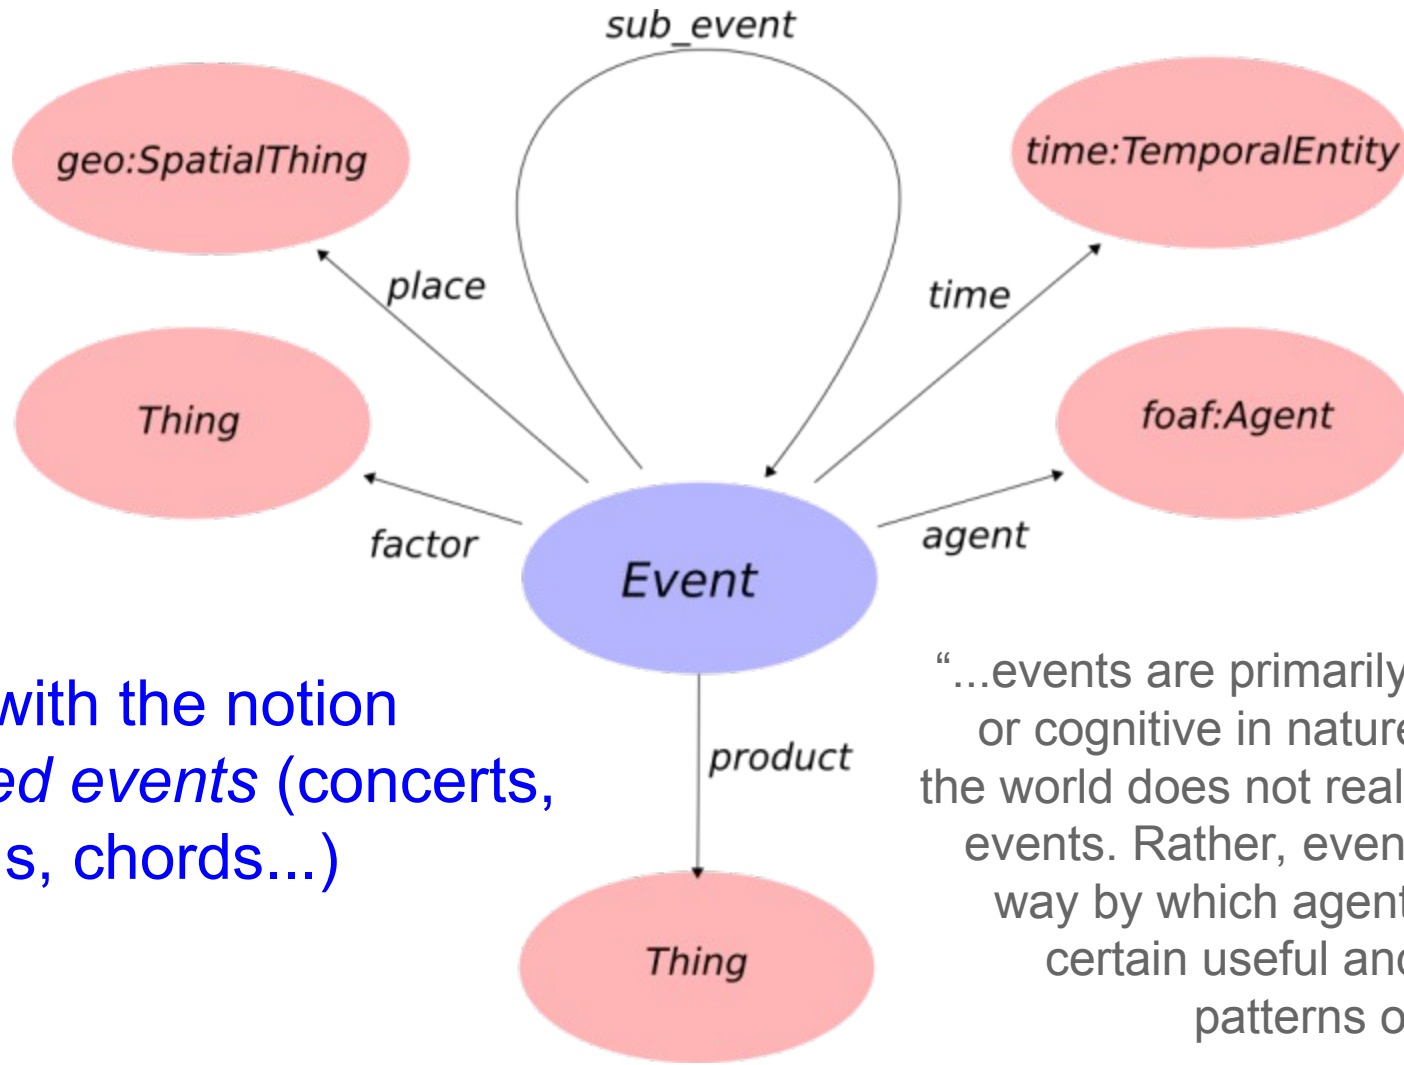 sub_event
geo:SpatialThing
time:TemporalEntity
place
time
Thing
foaf:Agent
factor
agent
Event
with the notion
ed events (concerts,
s, chords...)
“...events are primarily
or cognitive in nature
the world does not real
events. Rather, even
way by which agent
certain useful and
patterns o
product
Thing